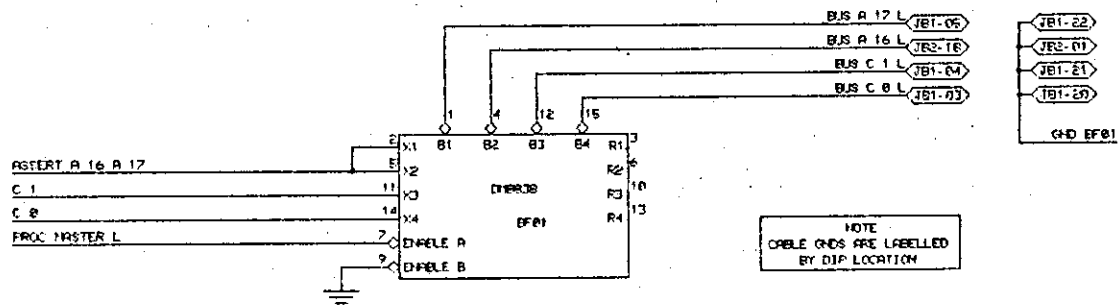 BUS A 17 L JB1-05 JB1-22
BUS A 16 L JB2-18 JB2-01
BUS C 1 L JB1-04 JB1-21
BUS C 0 L JB1-03 JB1-20
1 4 12 15
GND EF01
B1 B2 B3 B4
2 X1 R1 3
ASSERT A 16 A 17 5 X2 R2 6
DM8838
C 1 11 X3 R3 10
C 0 14 X4 R4 13
EF01
PROC MASTER L 7 ENABLE A
9 ENABLE B
NOTE
CABLE GNDS ARE LABELLED
BY DIP LOCATION